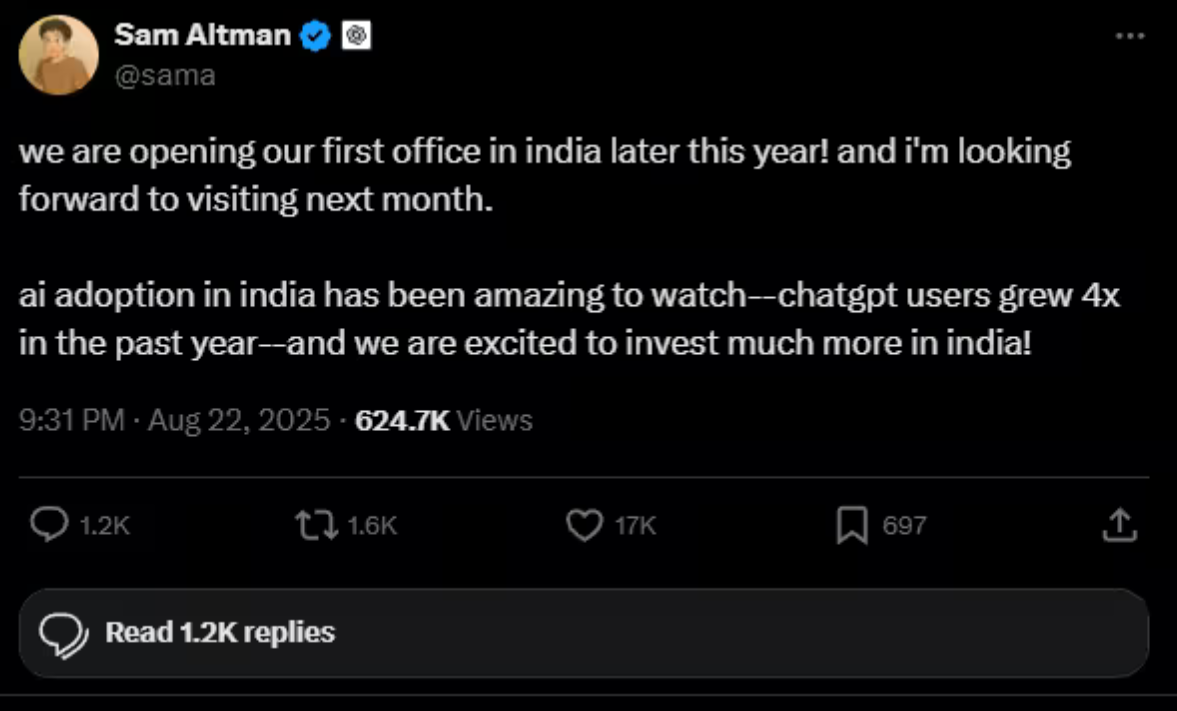 Sam Altman
@sama
we are opening our first office in india later this year! and i'm looking
forward to visiting next month.
ai adoption in india has been amazing to watch--chatgpt users grew 4x
in the past year--and we are excited to invest much more in india!
9:31 PM · Aug 22, 2025 · 624.7K Views
1.2K 1.6K 17K 697
Read 1.2K replies